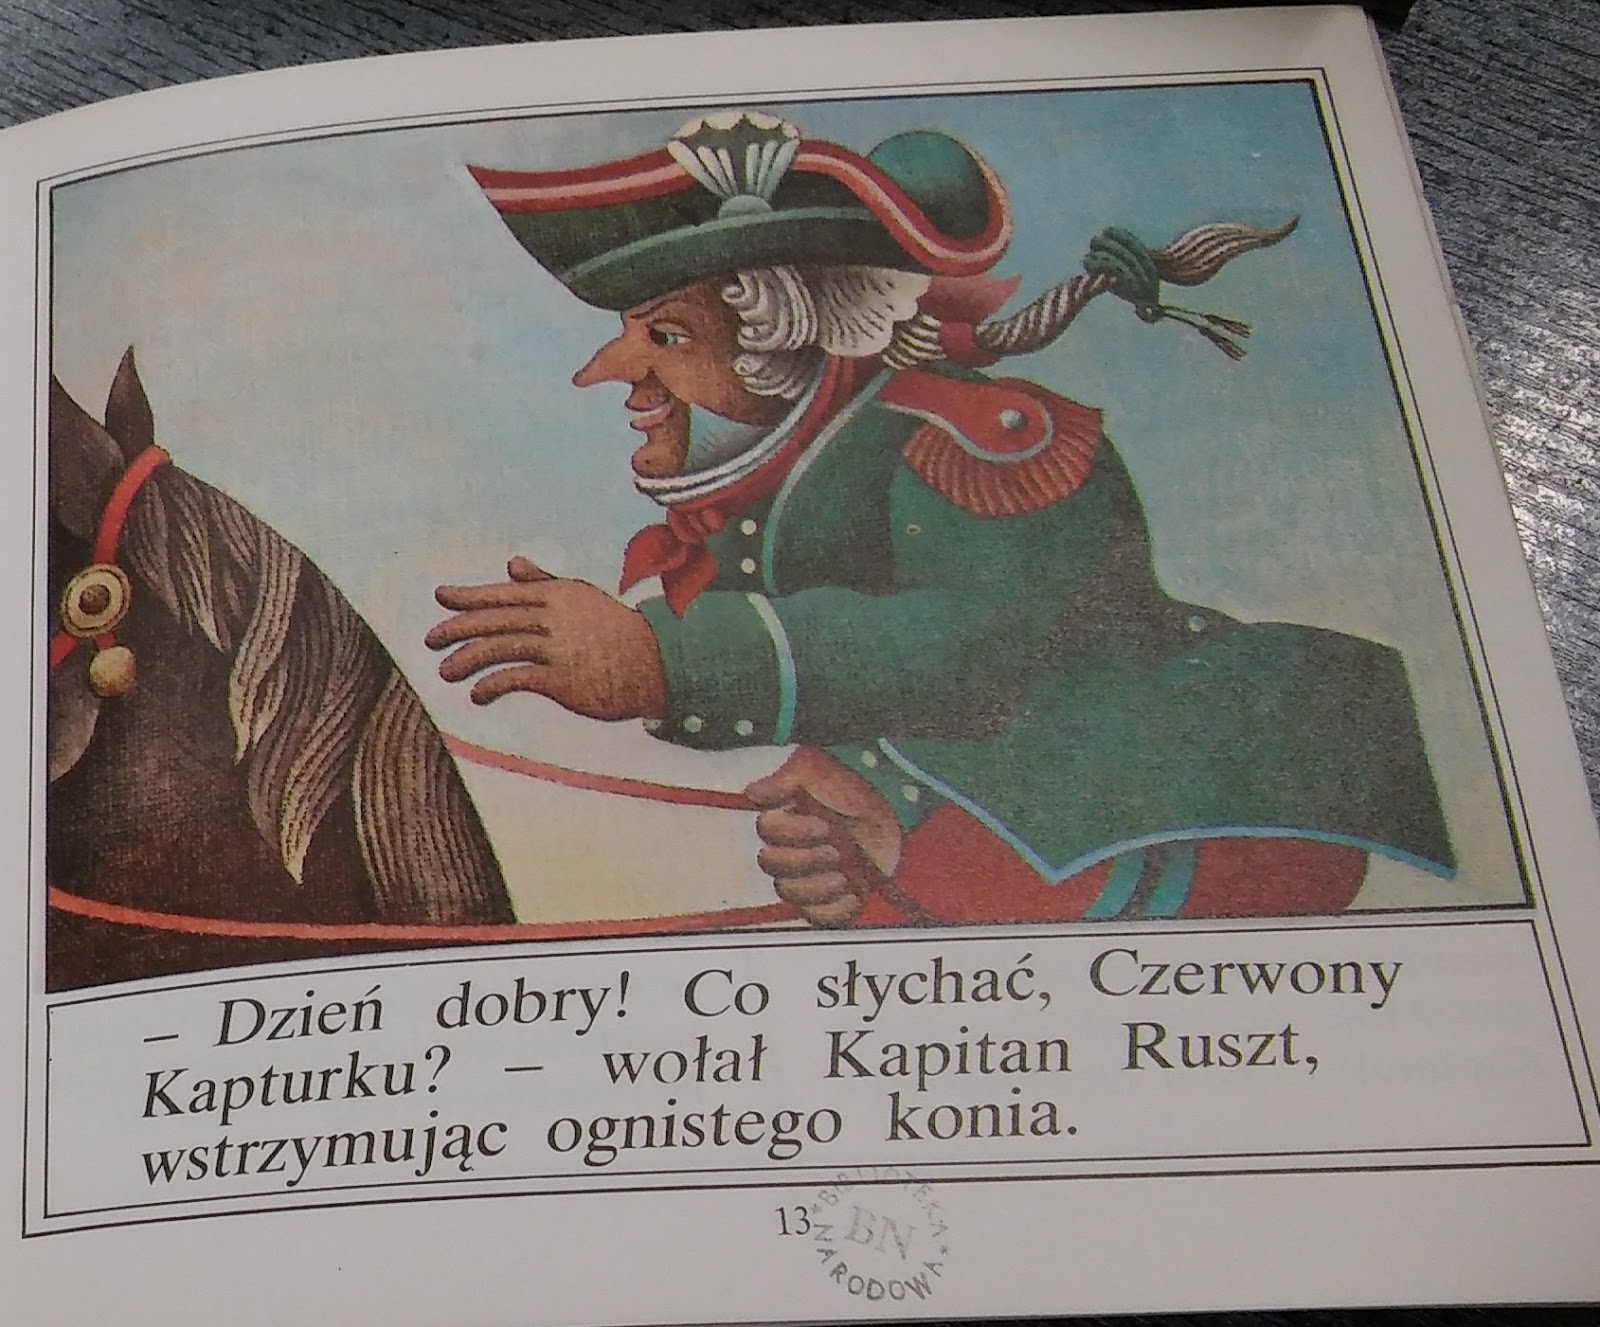 – Dzień dobry! Co słychać, Czerwony
Kapturku? – wołał Kapitan Ruszt,
wstrzymując ognistego konia.
13
BIBLIOTEKA
BN
NARODOWA